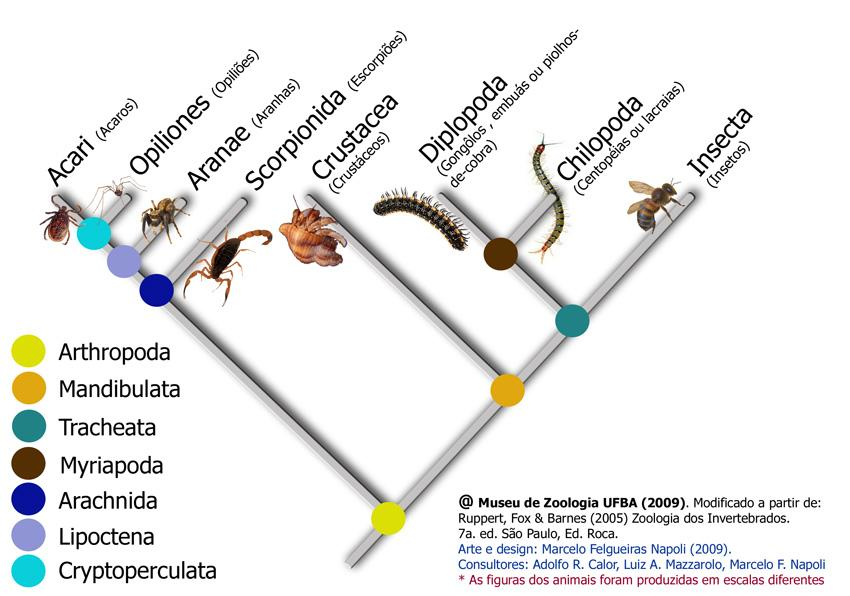 Acari (Acaros)
Opiliones (Opiliões)
Aranae (Aranhas)
Scorpionida (Escorpiões)
Crustacea
(Crustáceos)
Diplopoda
(Gongôlos , embuás ou piolhos-
de-cobra)
Chilopoda
(Centopéias ou lacraias)
Insecta
(Insetos)
Arthropoda
Mandibulata
Tracheata
Myriapoda
Arachnida
Lipoctena
Cryptoperculata
@ Museu de Zoologia UFBA (2009). Modificado a partir de:
Ruppert, Fox & Barnes (2005) Zoologia dos Invertebrados.
7a. ed. São Paulo, Ed. Roca.
Arte e design: Marcelo Felgueiras Napoli (2009).
Consultores: Adolfo R. Calor, Luiz A. Mazzarolo, Marcelo F. Napoli
* As figuras dos animais foram produzidas em escalas diferentes